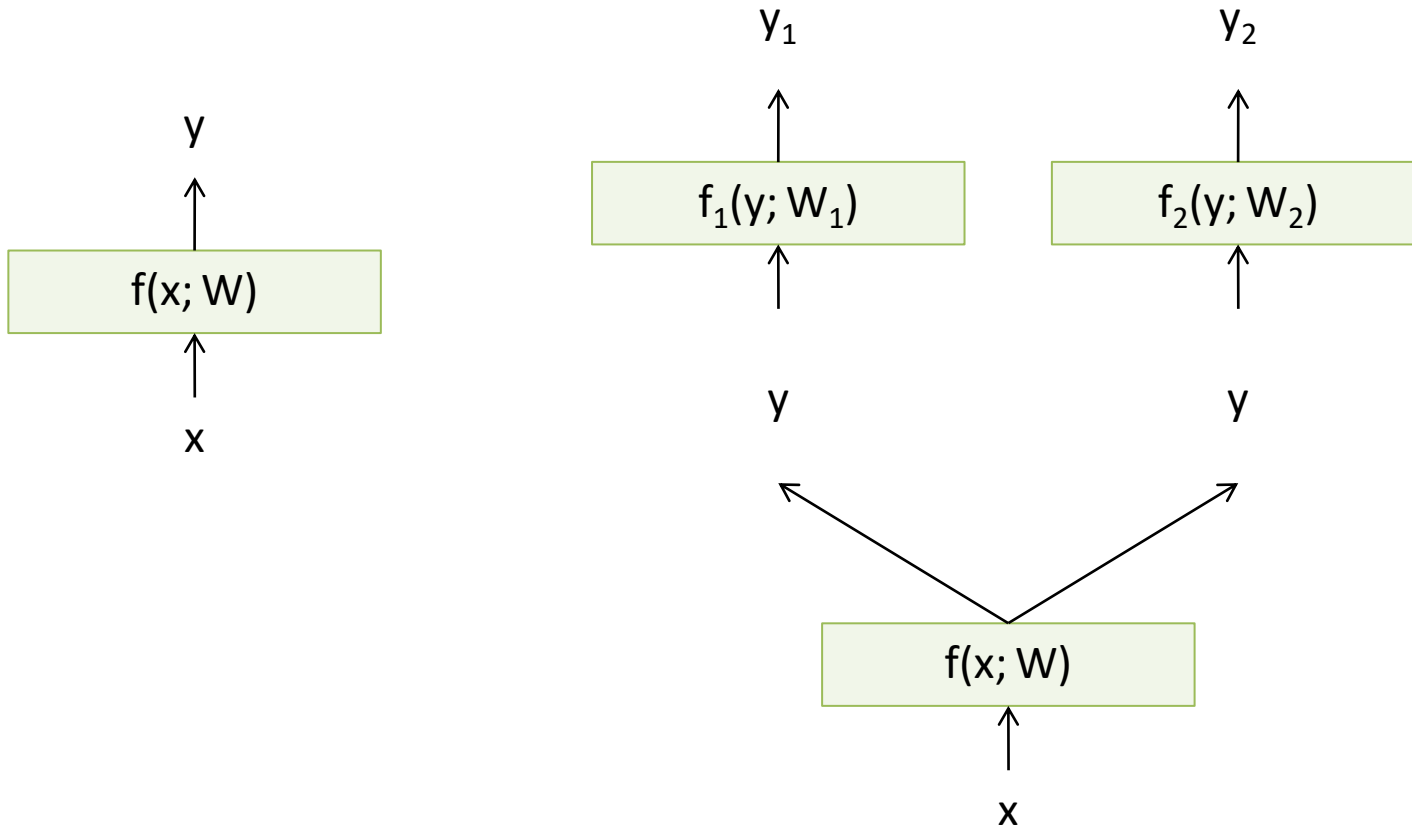 y
f(x; W)
x
y₁
y₂
f₁(y; W₁)
f₂(y; W₂)
y
y
f(x; W)
x